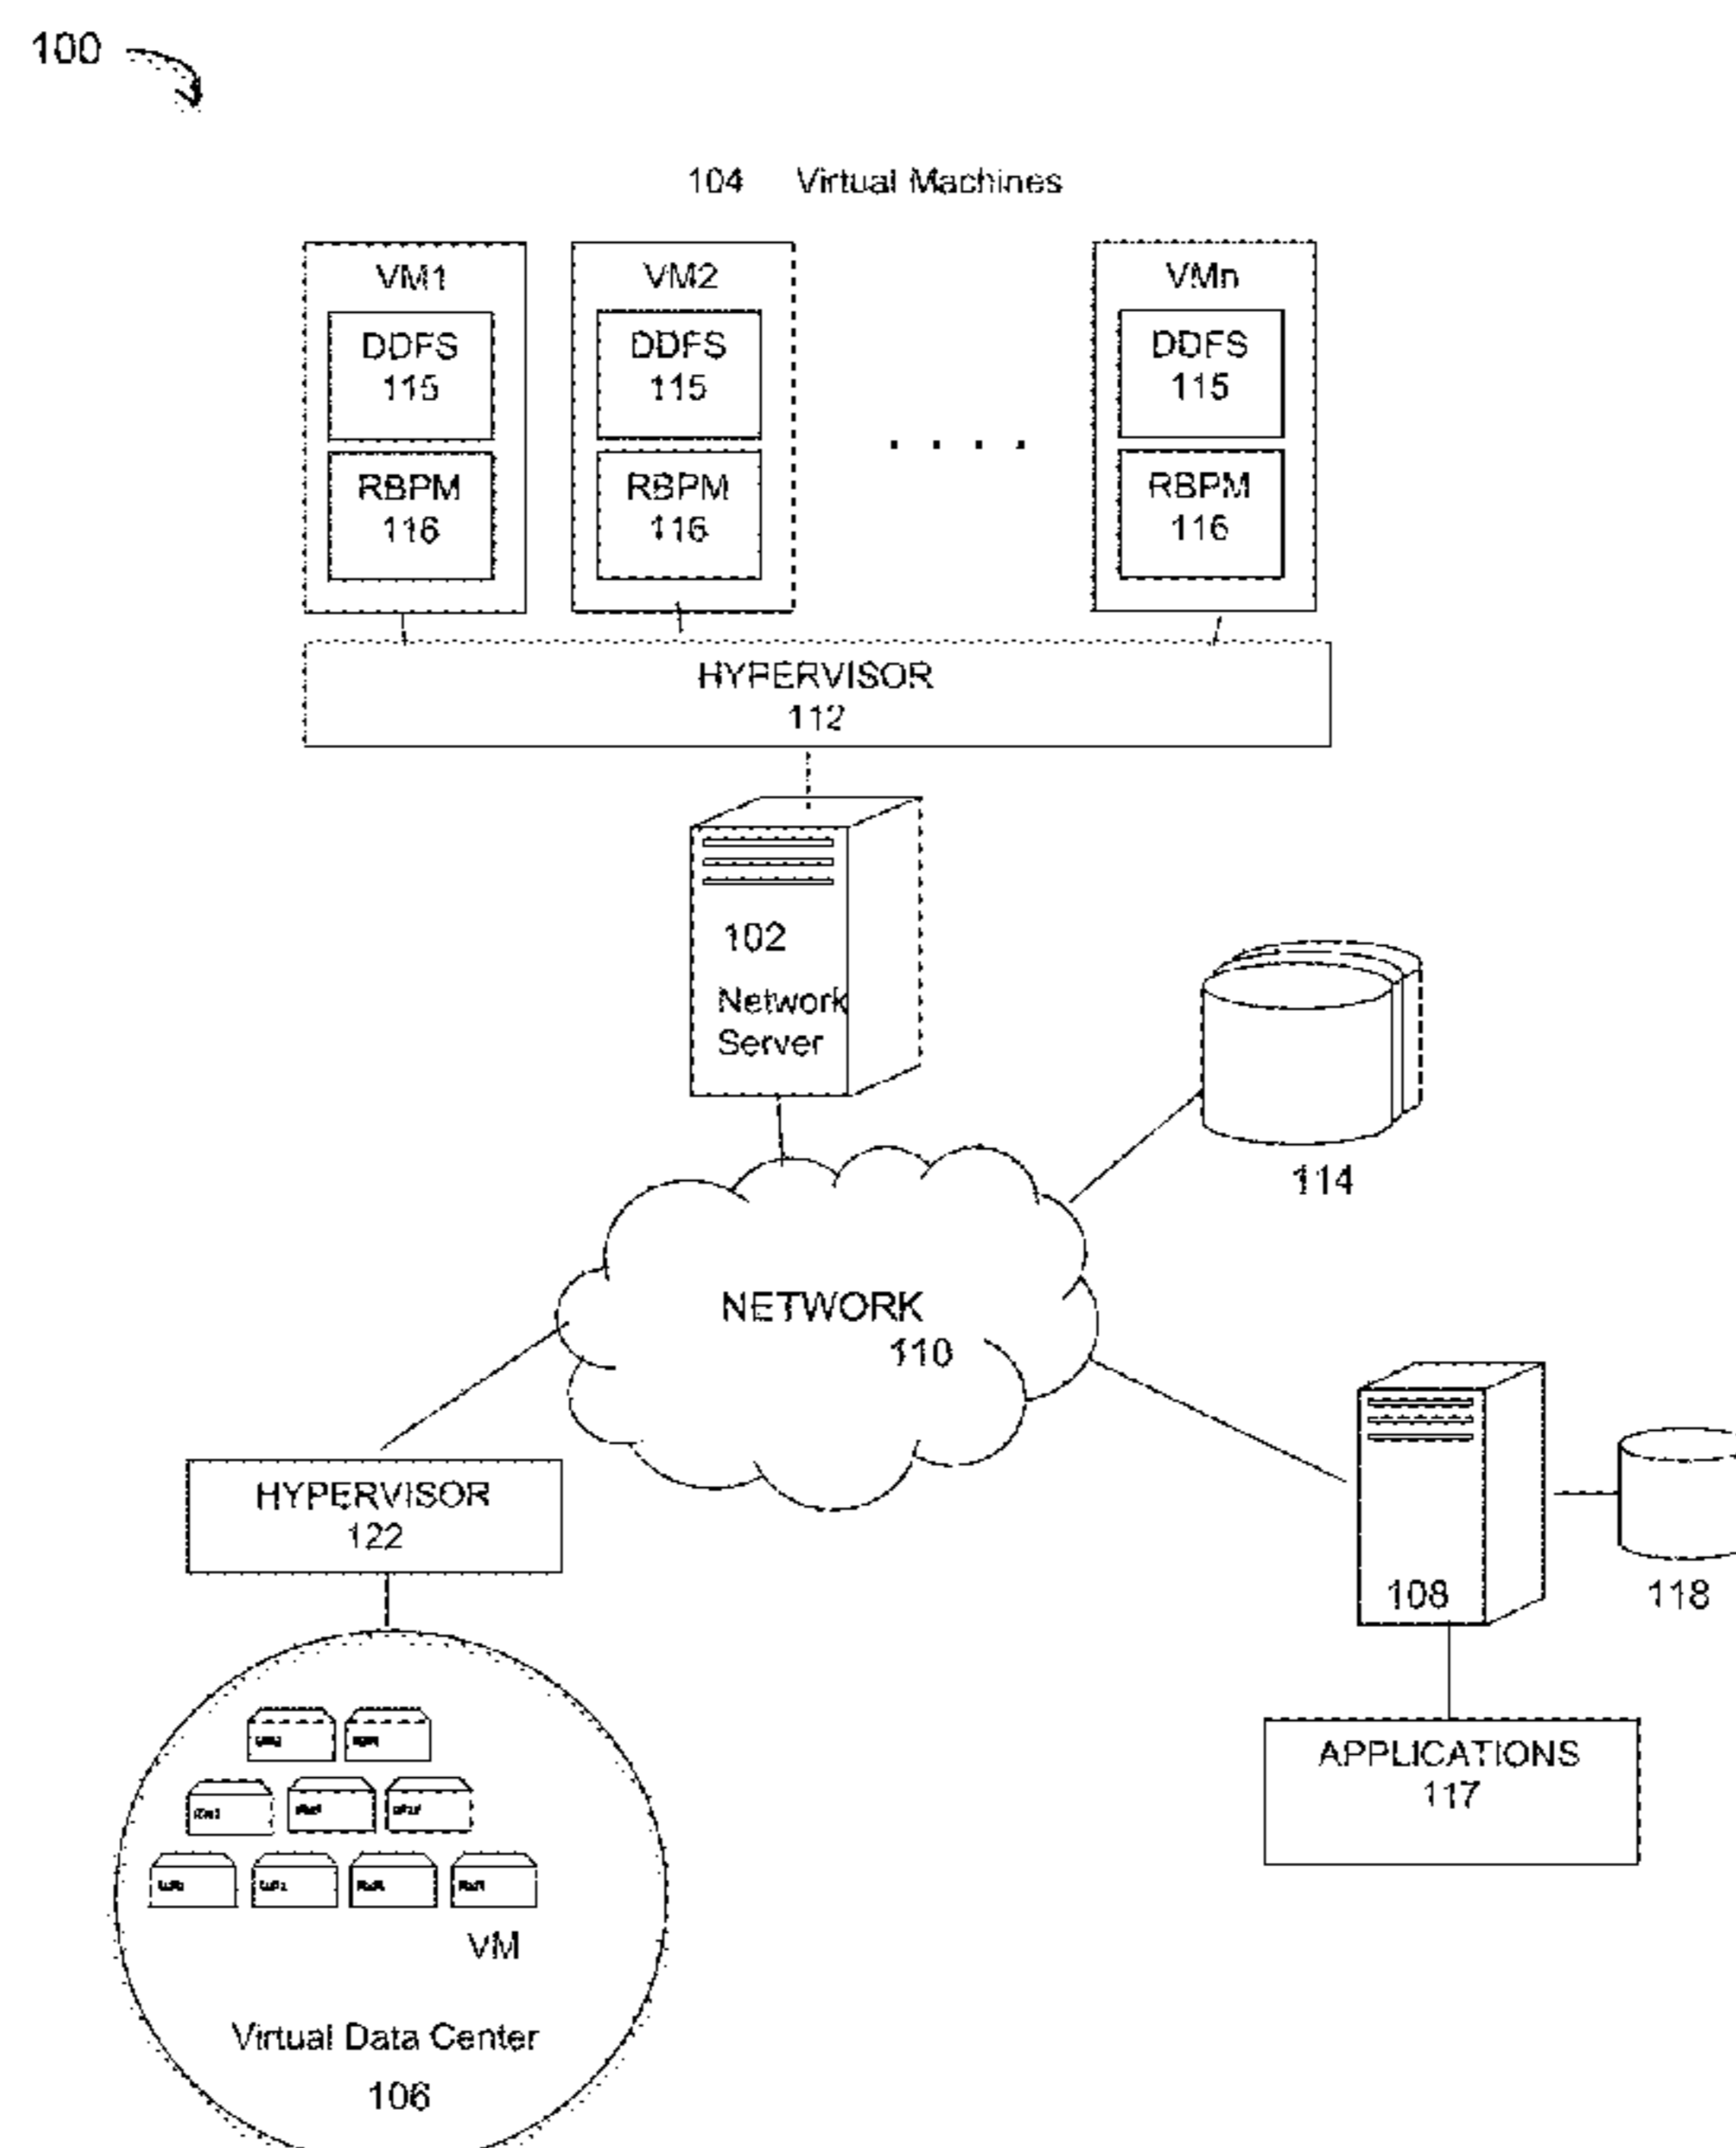 100
104 Virtual Machines
VM1
DDFS
115
RBPM
116
VM2
DDFS
115
RBPM
116
. . . .
VMn
DDFS
115
RBPM
116
HYPERVISOR
112
102
Network
Server
114
NETWORK
110
HYPERVISOR
122
108
118
APPLICATIONS
117
VM
Virtual Data Center
106